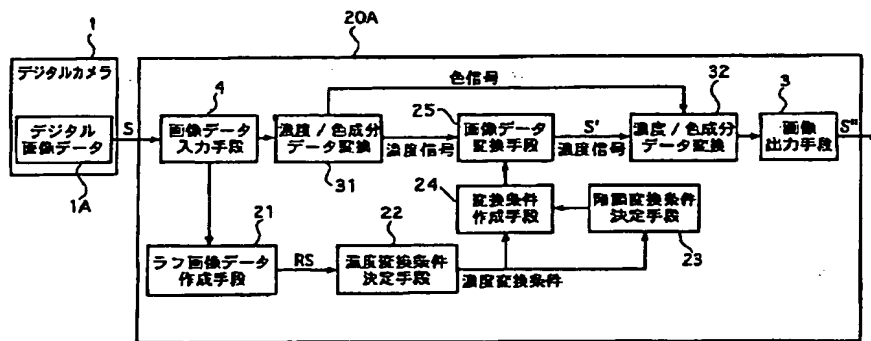 20A
1
デジタルカメラ
デジタル
画像データ
1A
S
4
画像データ
入力手段
濃度/色成分
データ変換
31
色信号
濃度信号
25
画像データ
変換手段
S'
濃度信号
32
濃度/色成分
データ変換
3
画像
出力手段
S"
24
変換条件
作成手段
階調変換条件
決定手段
23
21
ラフ画像データ
作成手段
RS
22
濃度変換条件
決定手段
濃度変換条件